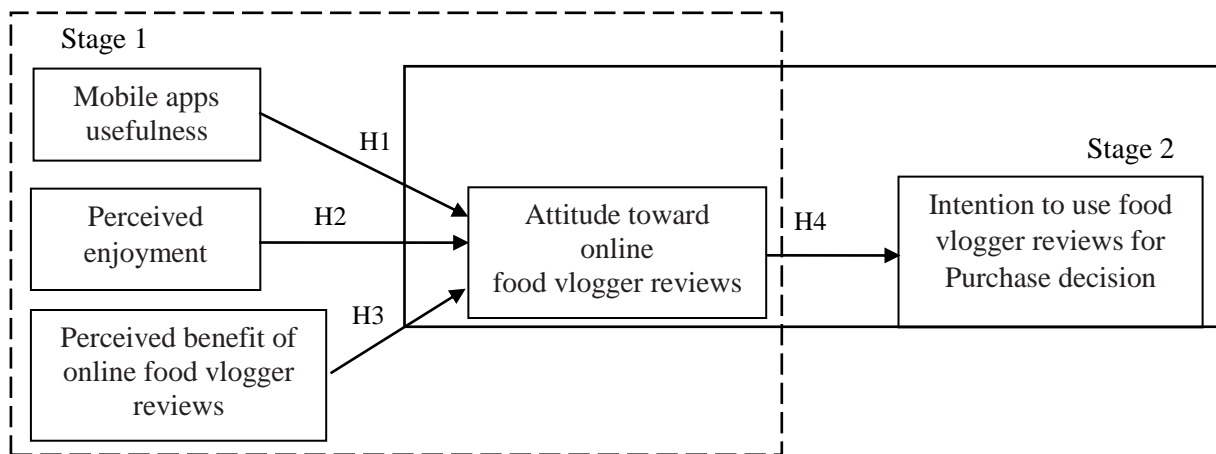 Stage 1
Mobile apps
usefulness
H1
Stage 2
Perceived
enjoyment
H2
Attitude toward
online
food vlogger reviews
H4
Intention to use food
vlogger reviews for
Purchase decision
H3
Perceived benefit of
online food vlogger
reviews